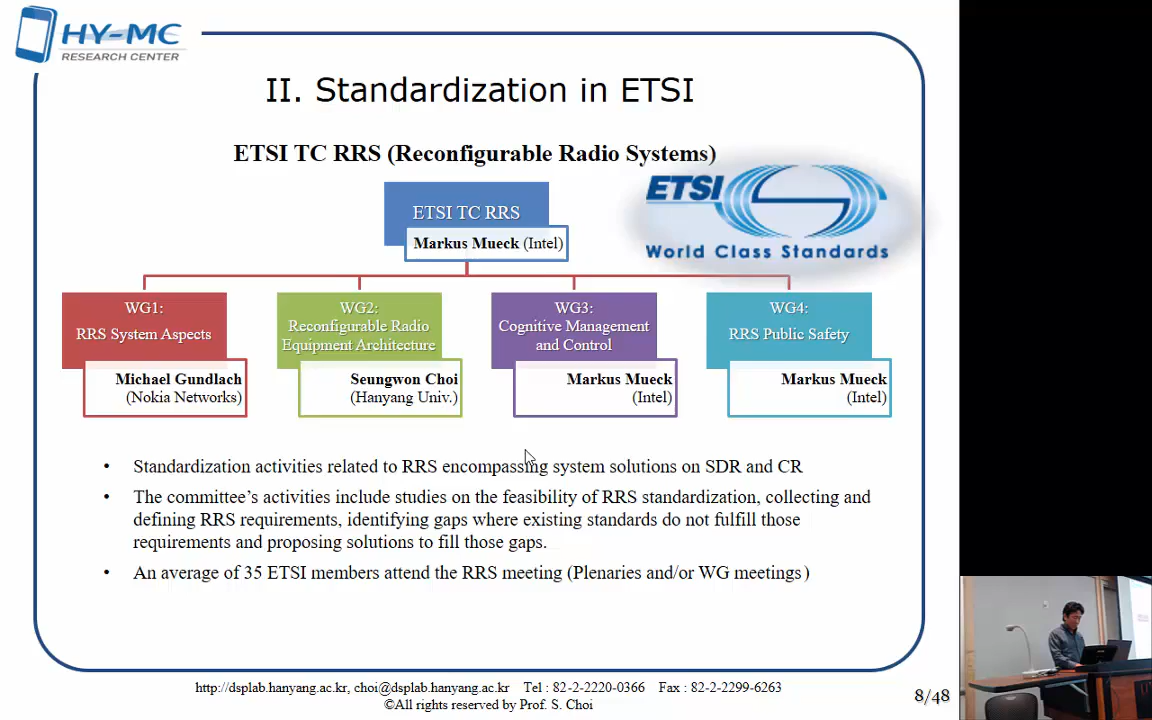 HY-MC
RESEARCH CENTER
II. Standardization in ETSI
ETSI TC RRS (Reconfigurable Radio Systems)
ETSI
World Class Standards
ETSI TC RRS
Markus Mueck (Intel)
WG1:
RRS System Aspects
Michael Gundlach
(Nokia Networks)
WG2:
Reconfigurable Radio
Equipment Architecture
Seungwon Choi
(Hanyang Univ.)
WG3:
Cognitive Management
and Control
Markus Mueck
(Intel)
WG4:
RRS Public Safety
Markus Mueck
(Intel)
• Standardization activities related to RRS encompassing system solutions on SDR and CR
• The committee’s activities include studies on the feasibility of RRS standardization, collecting and
defining RRS requirements, identifying gaps where existing standards do not fulfill those
requirements and proposing solutions to fill those gaps.
• An average of 35 ETSI members attend the RRS meeting (Plenaries and/or WG meetings)
http://dsplab.hanyang.ac.kr, choi@dsplab.hanyang.ac.kr Tel : 82-2-2220-0366 Fax : 82-2-2299-6263
©All rights reserved by Prof. S. Choi
8/48